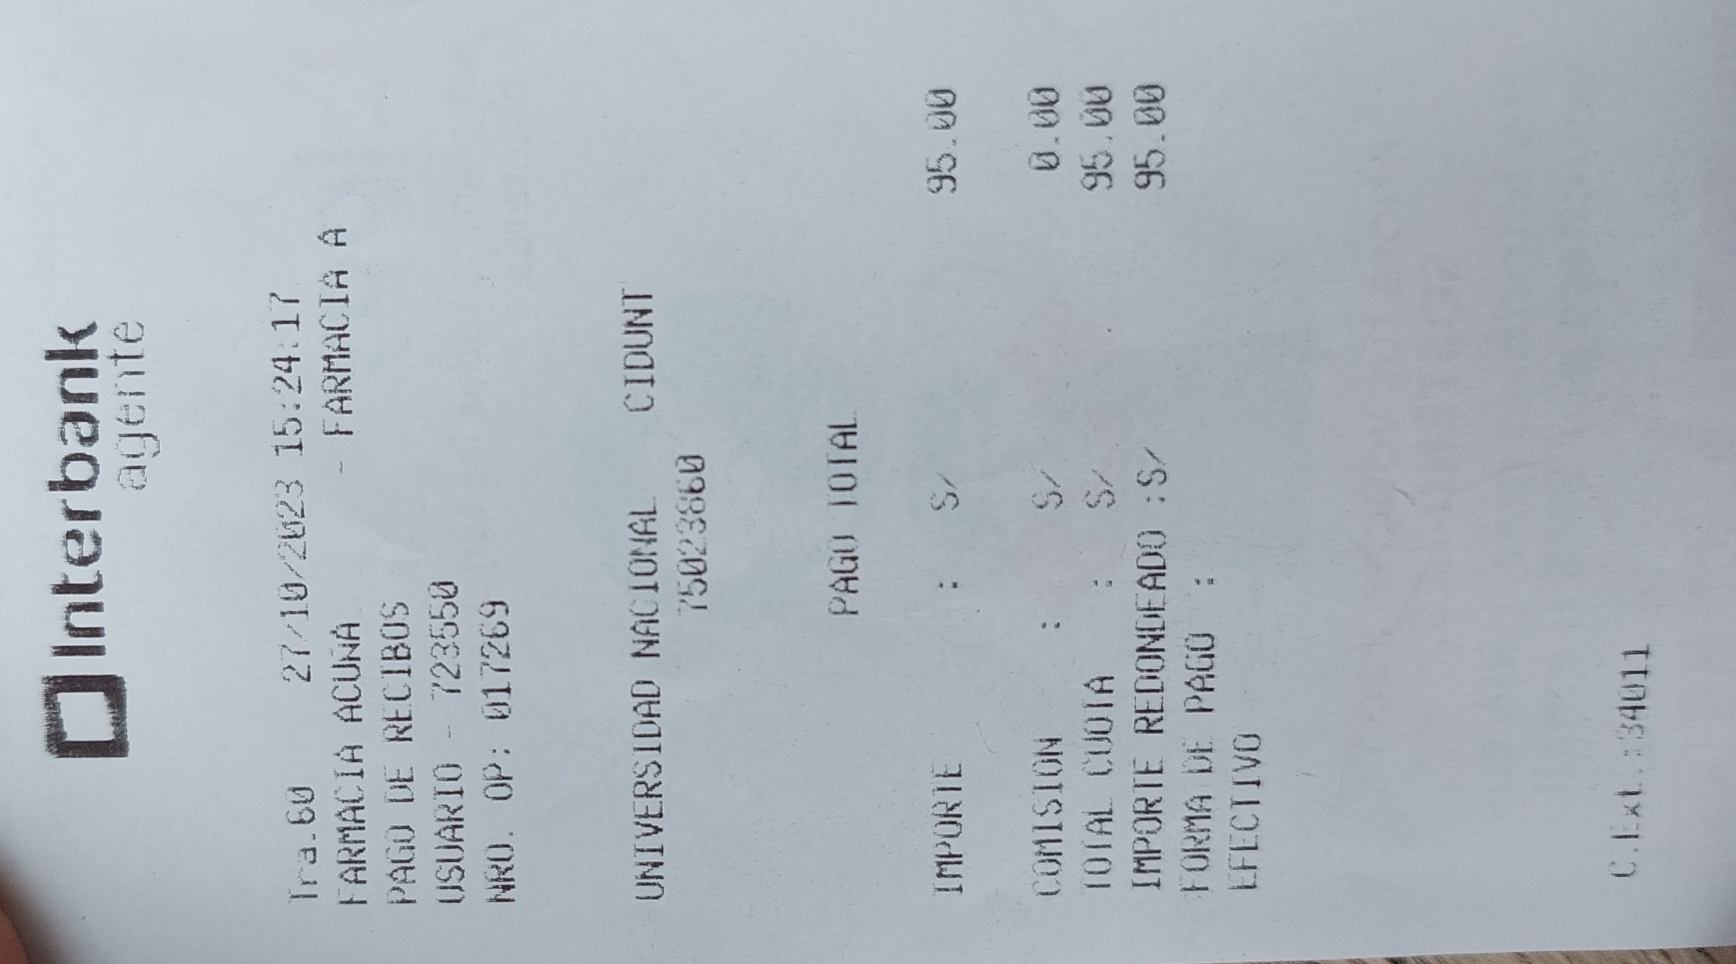 Interbank
agente
Tra.60 27/10/2023 15:24:17
FARMACIA ACUÑA - FARMACIA A
PAGO DE RECIBOS
USUARIO - 723550
NRO. OP: 017269
UNIVERSIDAD NACIONAL CIDUNT
75023860
PAGO TOTAL
IMPORTE : S/ 95.00
COMISION : S/ 0.00
TOTAL CUOTA : S/ 95.00
IMPORTE REDONDEADO :S/ 95.00
FORMA DE PAGO :
EFECTIVO
C.Ext.:34011